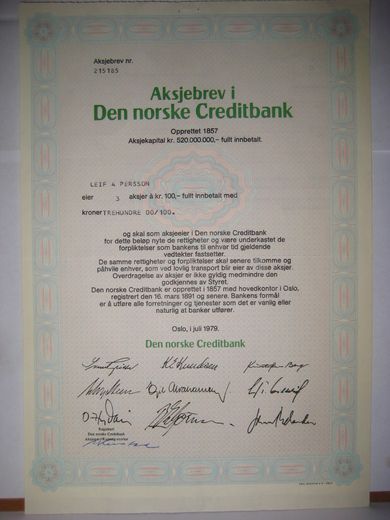 Aksjebrev nr.
215185
Aksjebrev i
Den norske Creditbank
Opprettet 1857
Aksjekapital kr. 520.000.000,- fullt innbetalt.
LEIF A PERSSON
eier 3 aksjer à kr. 100,- fullt innbetalt med
kroner TREHUNDRE 00/100.
og skal som aksjeeier i Den norske Creditbank
for dette beløp nyte de rettigheter og være underkastet de
forpliktelser som bankens til enhver tid gjeldende
vedtekter fastsetter.
De samme rettigheter og forpliktelser skal senere tilkomme og
påhvile enhver, som ved lovlig transport blir eier av disse aksjer.
Overdragelse av aksjer er ikke gyldig medmindre den
godkjennes av Styret.
Den norske Creditbank er opprettet i 1857 med hovedkontor i Oslo,
registrert den 16. mars 1891 og senere. Bankens formål
er å utføre alle forretninger og tjenester som det er vanlig eller
naturlig at banker utfører.
Oslo, i juli 1979.
Den norske Creditbank
Registrert
Den norske Creditbank